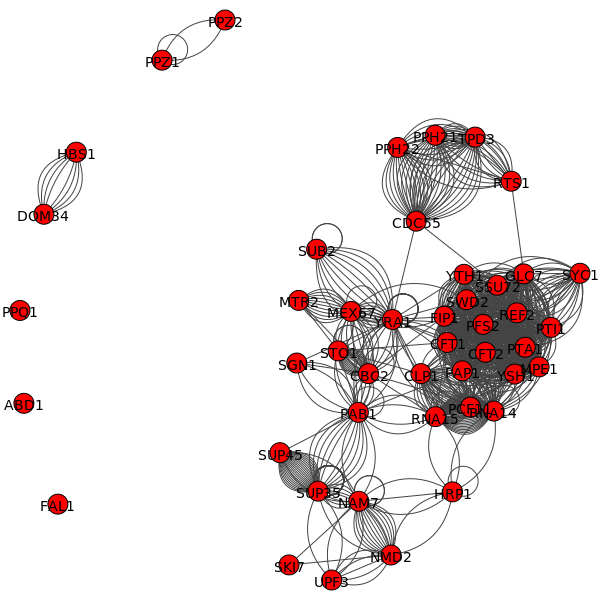 PPZ2
PPZ1
PPH21
TPD3
PPH22
HBS1
RTS1
DOM34
CDC55
SUB2
YTH1
GLC7
SYC1
SSU72
MTR2
SWD2
PPQ1
MEX67
REF2
YRA1
FIP1
PFS2
PTI1
CFT1
PTA1
STO1
CFT2
SGN1
CBC2
CLP1
PAP1
YSH1
MPE1
ABD1
PAB1
PCF11
RNA14
RNA15
SUP45
SUP35
HRP1
NAM7
FAL1
NMD2
SKI7
UPF3